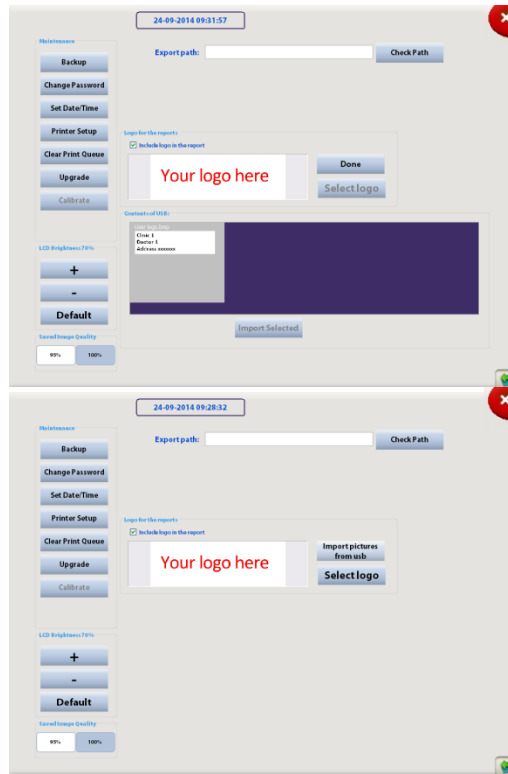 24-09-2014 09:31:57
Maintenance
Export path:
Check Path
Backup
Change Password
Set Date/Time
Printer Setup
Clear Print Queue
Upgrade
Calibrate
Logo for the reports
Include logo in the report
Your logo here
Done
Select logo
Contents of USB:
Clinic 1
Doctor 1
Address xxxxxxx
Import Selected
LCD Brightness 70%
+
-
Default
Saved Image Quality
95%
100%
24-09-2014 09:28:32
Maintenance
Export path:
Check Path
Backup
Change Password
Set Date/Time
Printer Setup
Clear Print Queue
Upgrade
Calibrate
Logo for the reports
Include logo in the report
Your logo here
Import pictures
from usb
Select logo
LCD Brightness 70%
+
-
Default
Saved Image Quality
95%
100%